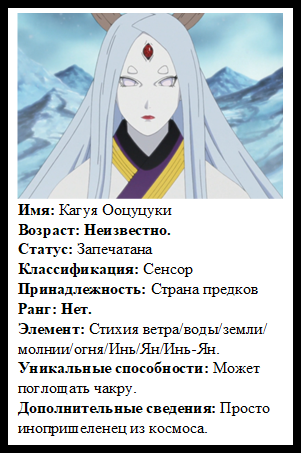 Имя: Кагуя Ооцуцуки
Возраст: Неизвестно.
Статус: Запечатана
Классификация: Сенсор
Принадлежность: Страна предков
Ранг: Нет.
Элемент: Стихия ветра/воды/земли/
молнии/огня/Инь/Ян/Инь-Ян.
Уникальные способности: Может
поглощать чакру.
Дополнительные сведения: Просто
инопришеленец из космоса.